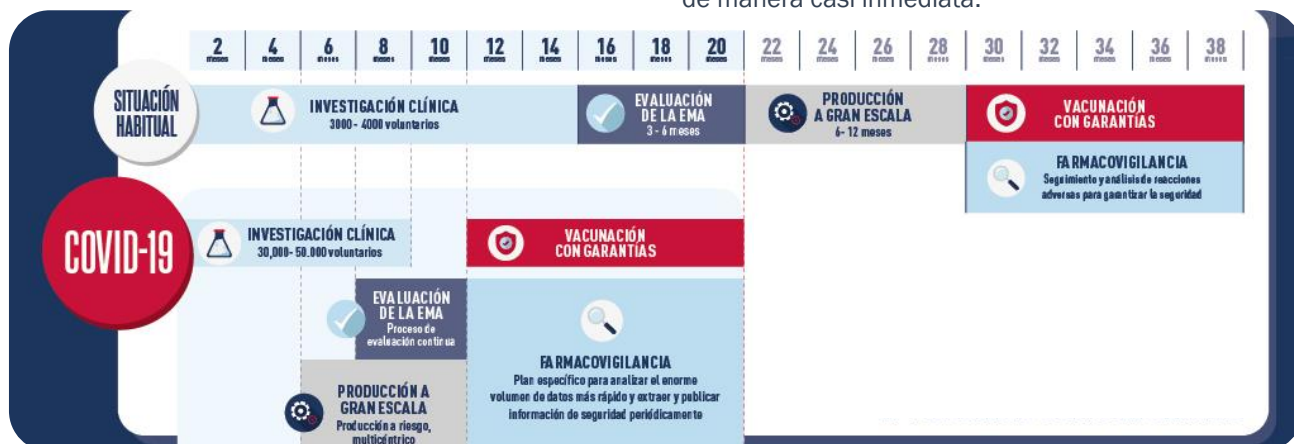 de manera casi inmediata.
2 4 6 8 10 12 14 16 18 20 22 24 26 28 30 32 34 36 38
meses meses meses meses meses meses meses meses meses meses meses meses meses meses meses meses meses meses meses
SITUACIÓN
HABITUAL
INVESTIGACIÓN CLÍNICA
3000 - 4000 voluntarios
EVALUACIÓN
DE LA EMA
3 - 6 meses
PRODUCCIÓN
A GRAN ESCALA
6- 12 meses
VACUNACIÓN
CON GARANTÍAS
FARMACOVIGILANCIA
Seguimiento y análisis de reacciones
adversas para garantizar la seguridad
COVID-19
INVESTIGACIÓN CLÍNICA
30,000- 50.000 voluntarios
VACUNACIÓN
CON GARANTÍAS
EVALUACIÓN
DE LA EMA
Proceso de
evaluación continua
PRODUCCIÓN A
GRAN ESCALA
Producción a riesgo,
multicéntrico
FARMACOVIGILANCIA
Plan específico para analizar el enorme
volumen de datos más rápido y extraer y publicar
información de seguridad periódicamente